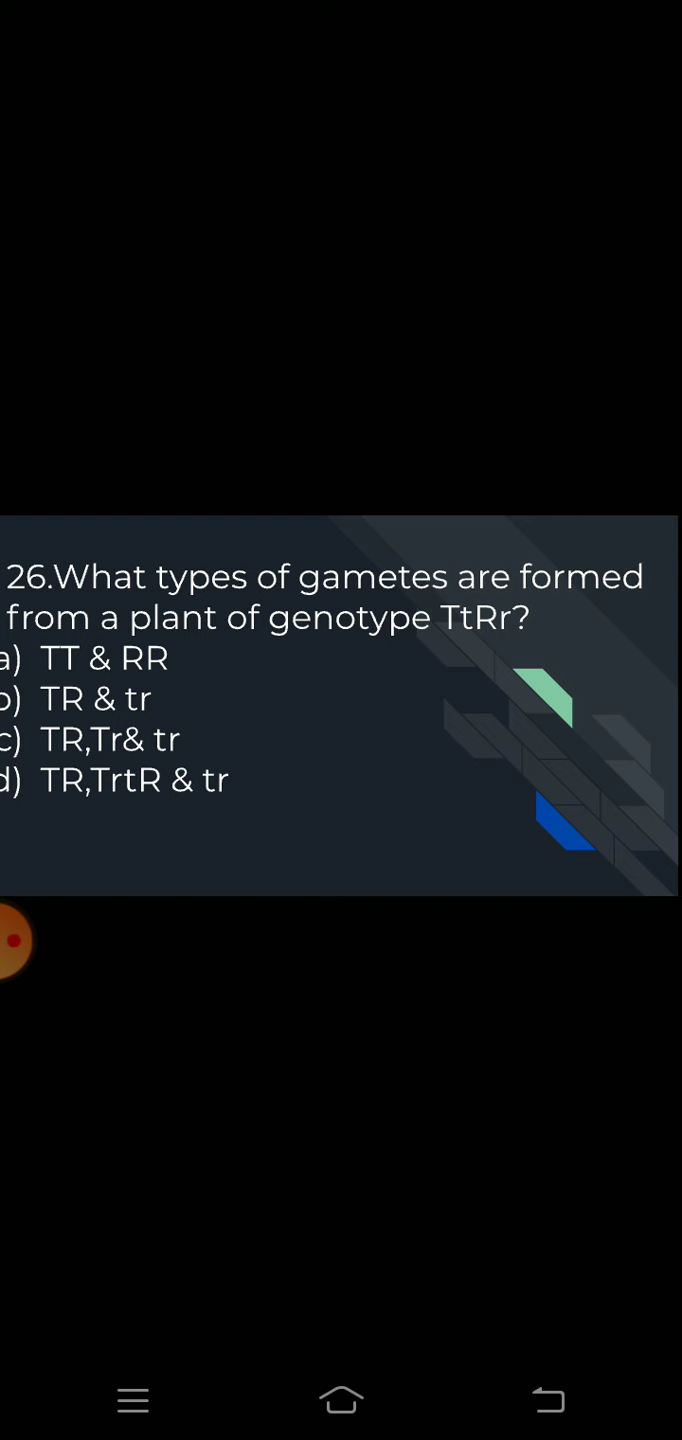 26.What types of gametes are formed
from a plant of genotype TtRr?
a) TT & RR
b) TR & tr
c) TR,Tr& tr
d) TR,TrtR & tr